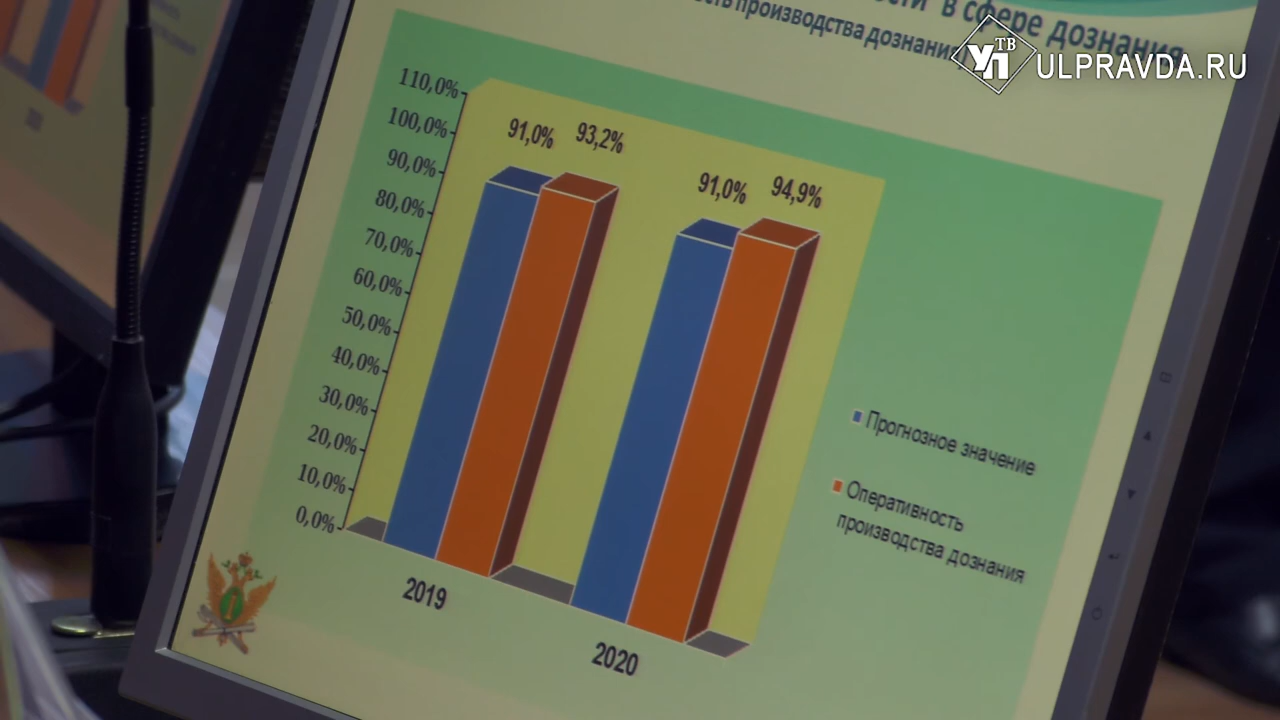 в сфере дознания
производства дознания
УП ТВ
ULPRAVDA.RU
110,0%
100,0%
90,0%
80,0%
70,0%
60,0%
50,0%
40,0%
30,0%
20,0%
10,0%
0,0%
91,0% 93,2%
91,0% 94,9%
2019
2020
Прогнозное значение
Оперативность
производства дознания